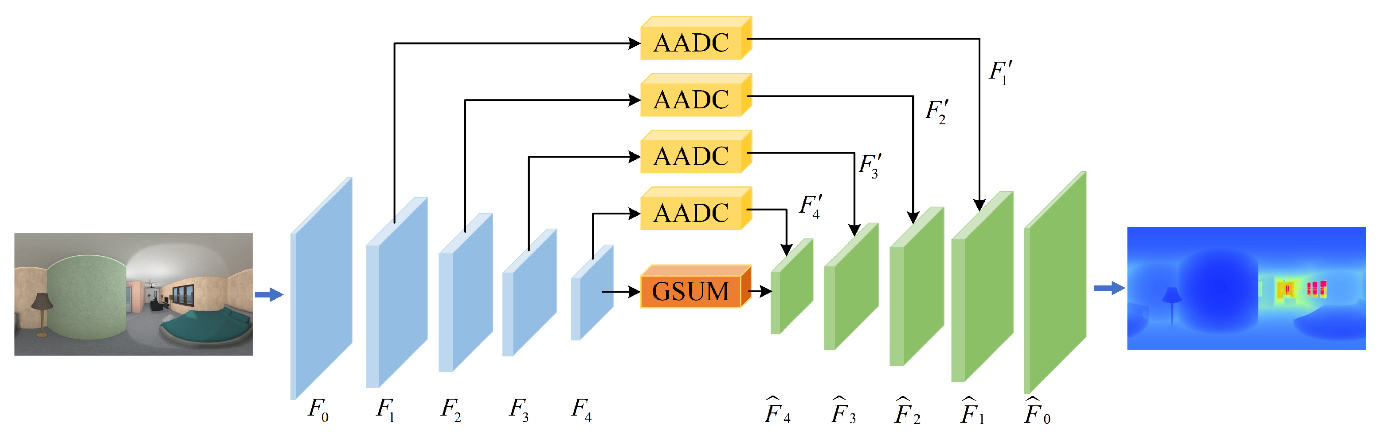 AADC
F₁′
AADC
F₂′
AADC
F₃′
AADC
F₄′
GSUM
F₀ F₁ F₂ F₃ F₄ F̂₄ F̂₃ F̂₂ F̂₁ F̂₀